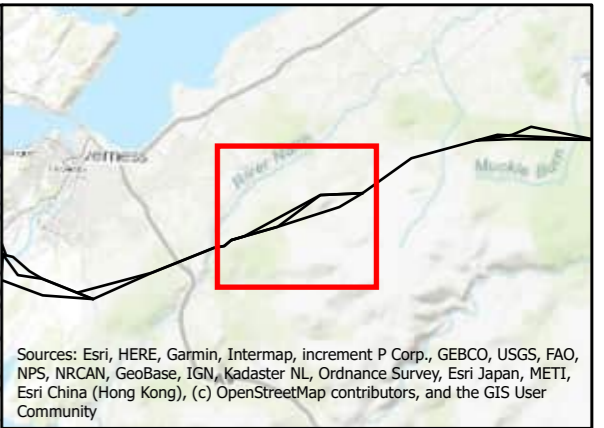 verness
River Nairn
Muckle Burn
Sources: Esri, HERE, Garmin, Intermap, increment P Corp., GEBCO, USGS, FAO,
NPS, NRCAN, GeoBase, IGN, Kadaster NL, Ordnance Survey, Esri Japan, METI,
Esri China (Hong Kong), (c) OpenStreetMap contributors, and the GIS User
Community